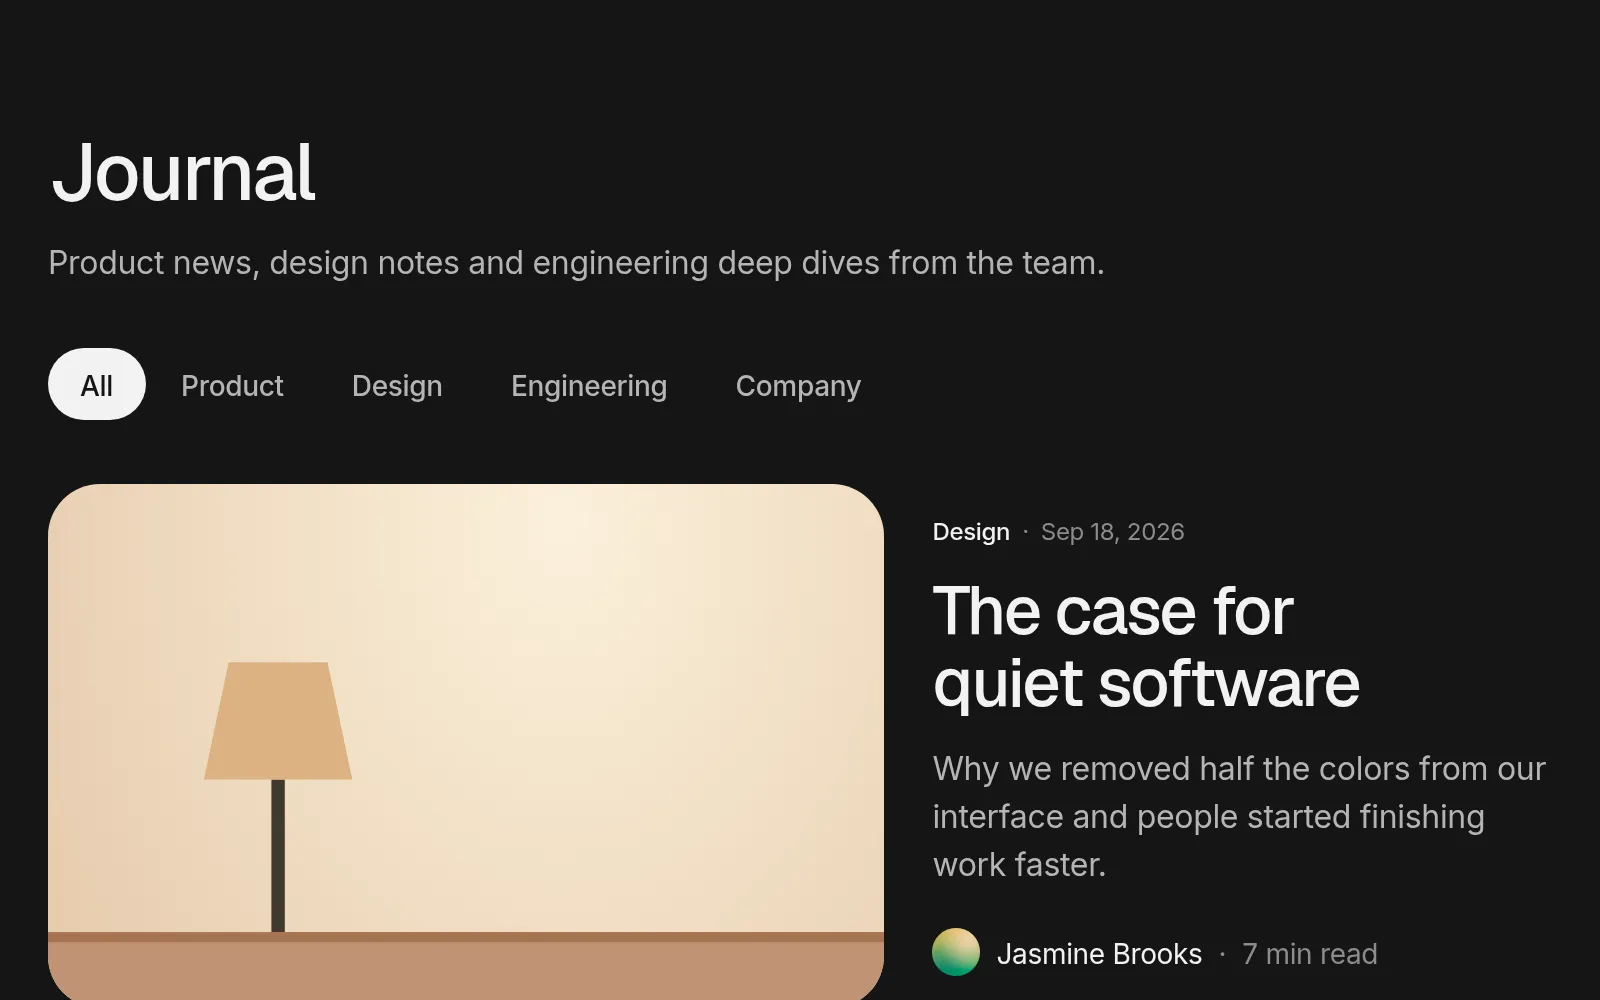 Journal
Product news, design notes and engineering deep dives from the team.
All Product Design Engineering Company
Design · Sep 18, 2026
The case for
quiet software
Why we removed half the colors from our
interface and people started finishing
work faster.
Jasmine Brooks · 7 min read